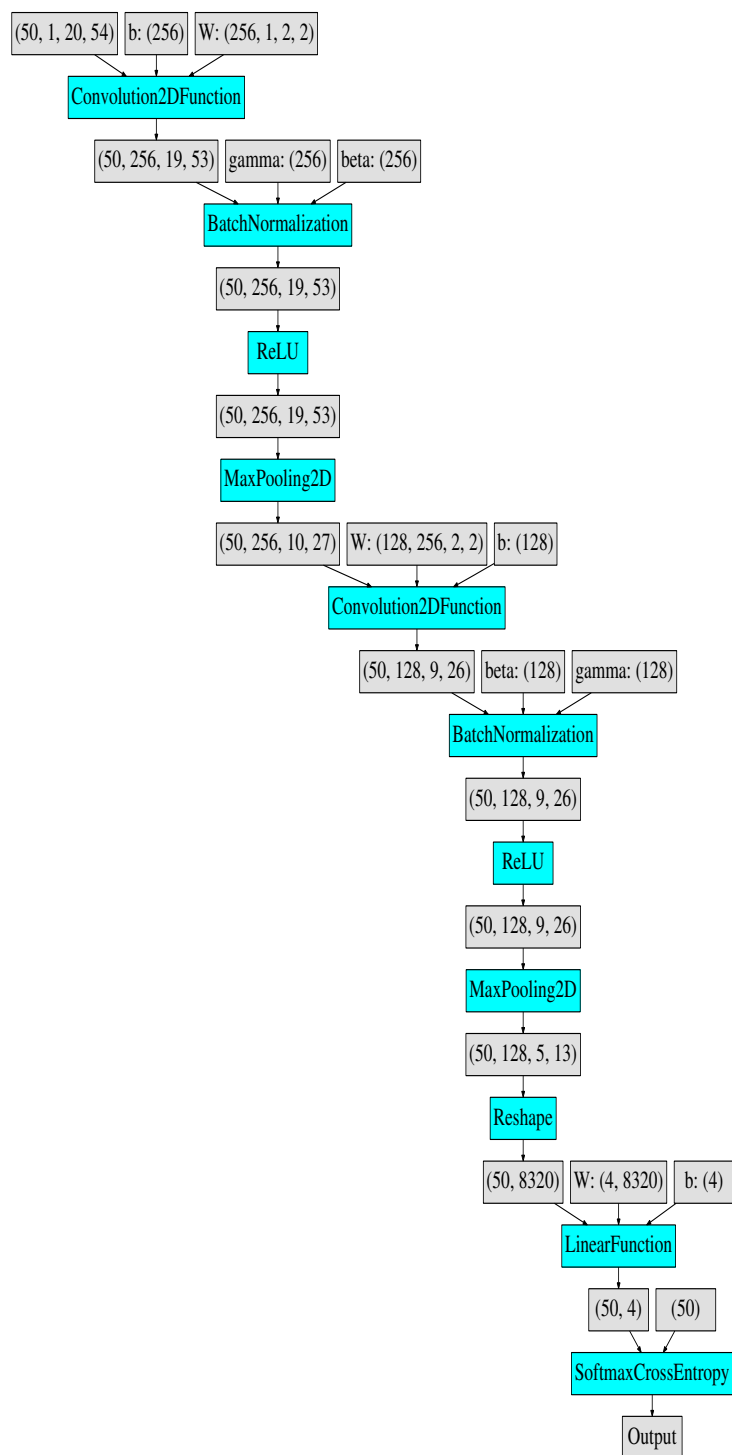 (50, 1, 20, 54) b: (256) W: (256, 1, 2, 2)
Convolution2DFunction
(50, 256, 19, 53) gamma: (256) beta: (256)
BatchNormalization
(50, 256, 19, 53)
ReLU
(50, 256, 19, 53)
MaxPooling2D
(50, 256, 10, 27) W: (128, 256, 2, 2) b: (128)
Convolution2DFunction
(50, 128, 9, 26) beta: (128) gamma: (128)
BatchNormalization
(50, 128, 9, 26)
ReLU
(50, 128, 9, 26)
MaxPooling2D
(50, 128, 5, 13)
Reshape
(50, 8320) W: (4, 8320) b: (4)
LinearFunction
(50, 4) (50)
SoftmaxCrossEntropy
Output